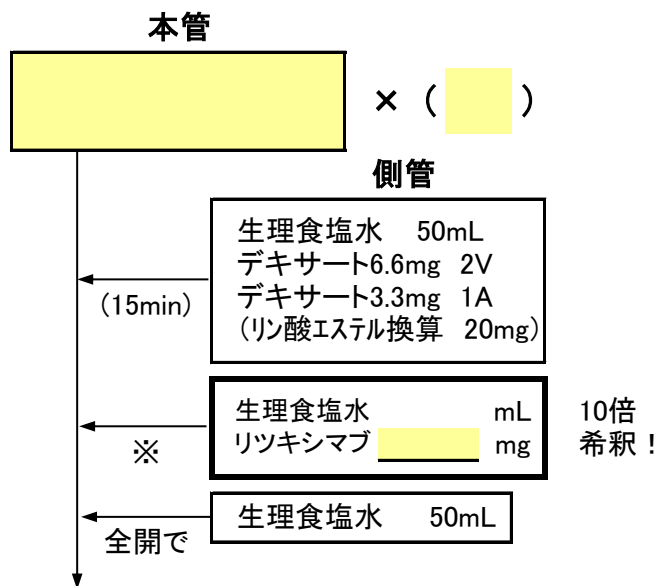 本管
× ( )
側管
生理食塩水 50mL
デキサート6.6mg 2V
デキサート3.3mg 1A
(リン酸エステル換算 20mg)
(15min)
生理食塩水 mL
リツキシマブ mg
10倍
希釈！
※
生理食塩水 50mL
全開で